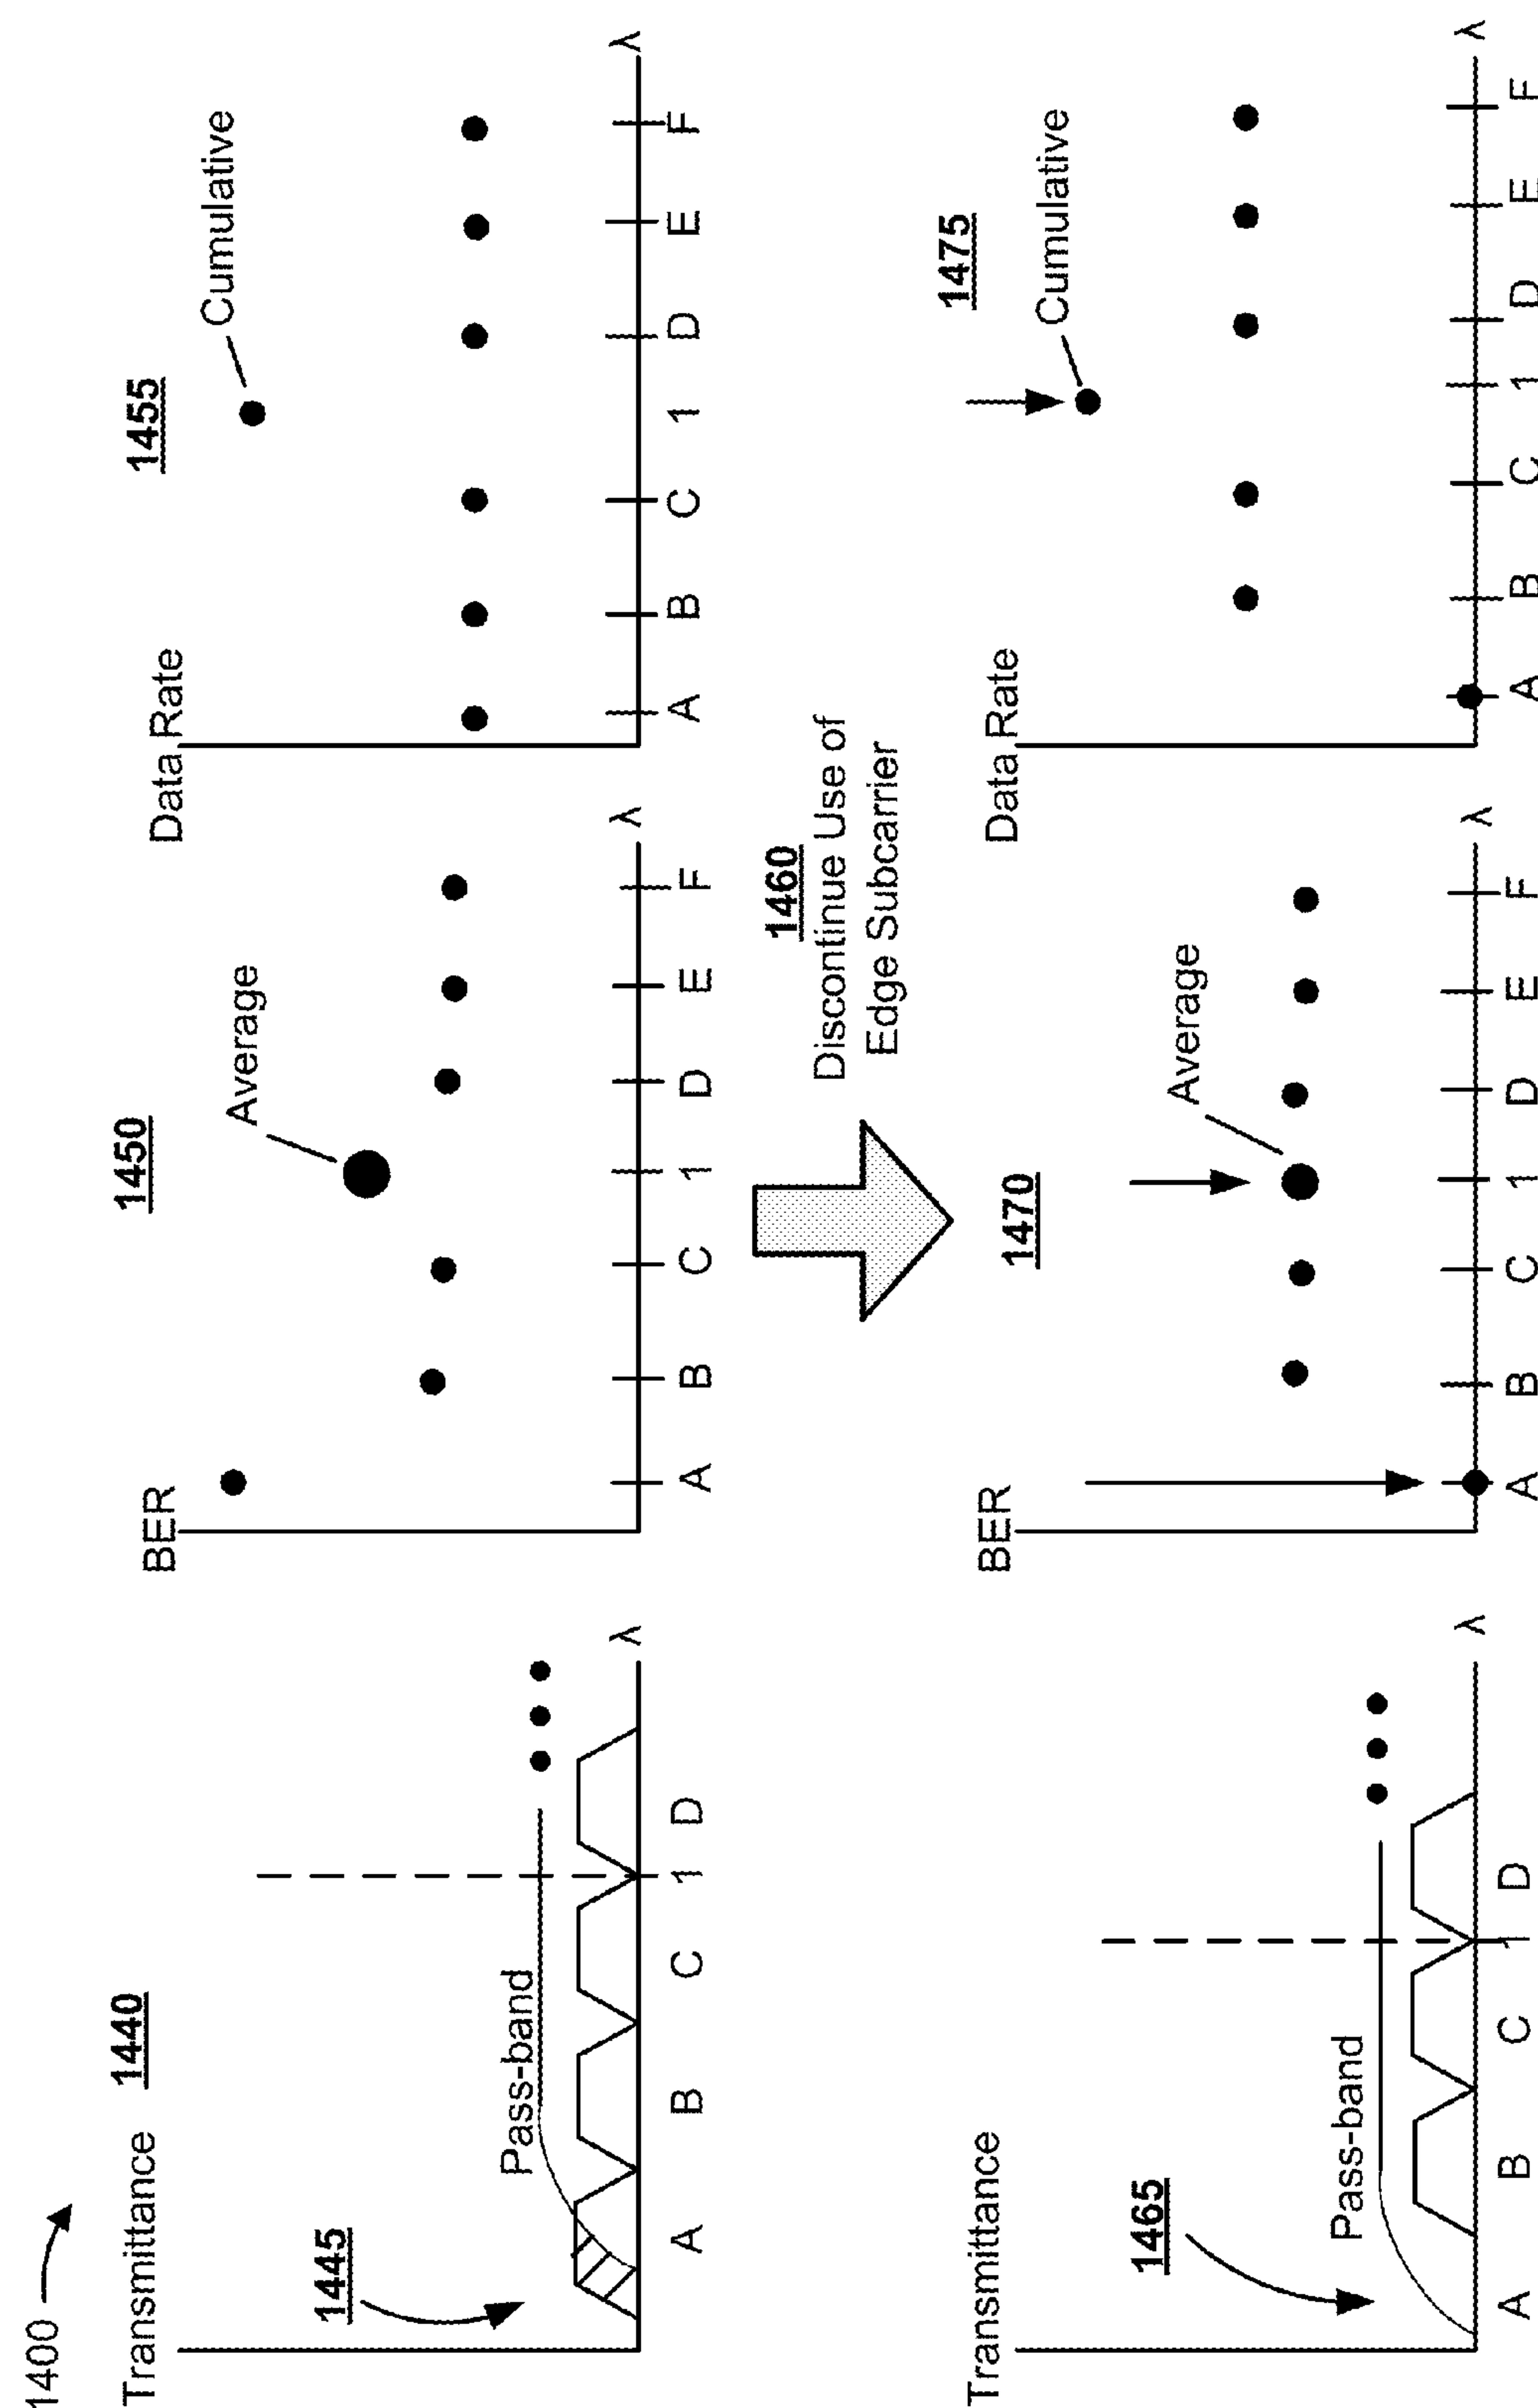 1400
Transmittance
1440
1445
Pass-band
A
B
C
1
D
λ
BER
1450
Average
A
B
C
1
D
E
F
λ
Data Rate
1455
Cumulative
A
B
C
1
D
E
F
λ
1460
Discontinue Use of
Edge Subcarrier
Transmittance
1465
Pass-band
A
B
C
1
D
λ
BER
1470
Average
A
B
C
1
D
E
F
λ
Data Rate
1475
Cumulative
A
B
C
1
D
E
F
λ